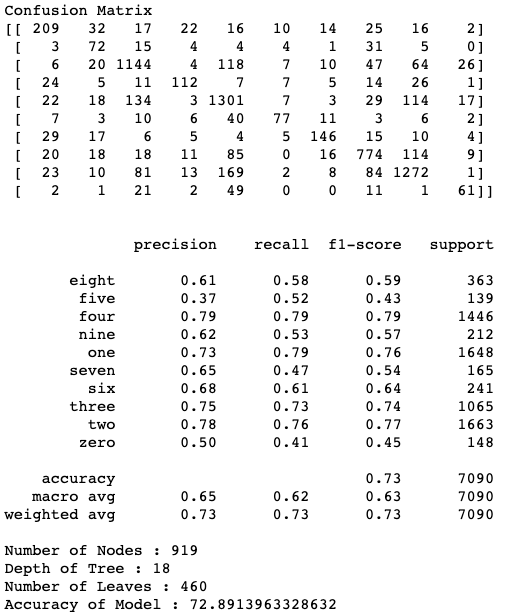 Confusion Matrix
[[ 209 32 17 22 16 10 14 25 16 2]
[ 3 72 15 4 4 4 1 31 5 0]
[ 6 20 1144 4 118 7 10 47 64 26]
[ 24 5 11 112 7 7 5 14 26 1]
[ 22 18 134 3 1301 7 3 29 114 17]
[ 7 3 10 6 40 77 11 3 6 2]
[ 29 17 6 5 4 5 146 15 10 4]
[ 20 18 18 11 85 0 16 774 114 9]
[ 23 10 81 13 169 2 8 84 1272 1]
[ 2 1 21 2 49 0 0 11 1 61]]
precision recall f1-score support
eight 0.61 0.58 0.59 363
five 0.37 0.52 0.43 139
four 0.79 0.79 0.79 1446
nine 0.62 0.53 0.57 212
one 0.73 0.79 0.76 1648
seven 0.65 0.47 0.54 165
six 0.68 0.61 0.64 241
three 0.75 0.73 0.74 1065
two 0.78 0.76 0.77 1663
zero 0.50 0.41 0.45 148
accuracy 0.73 7090
macro avg 0.65 0.62 0.63 7090
weighted avg 0.73 0.73 0.73 7090
Number of Nodes : 919
Depth of Tree : 18
Number of Leaves : 460
Accuracy of Model : 72.8913963328632